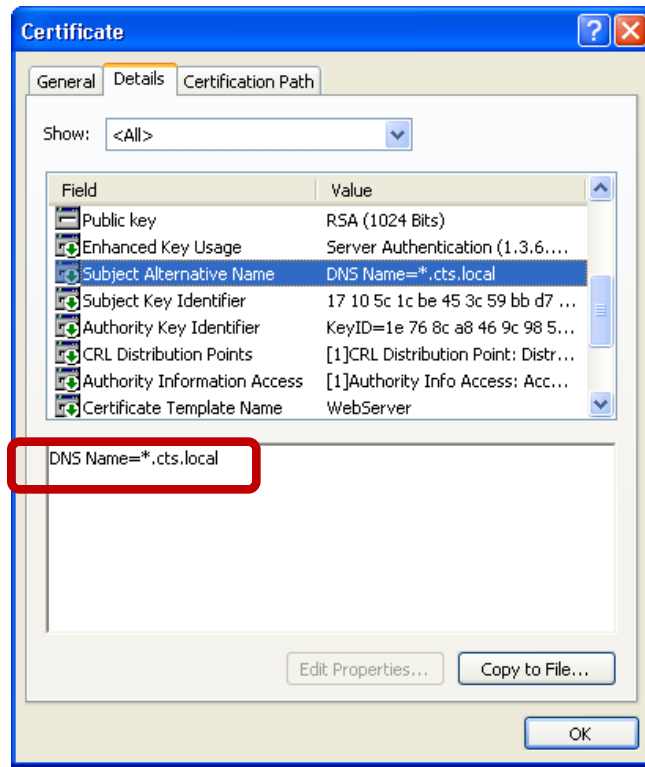 Certificate
General Details Certification Path
Show: <All>
Field Value
Public key RSA (1024 Bits)
Enhanced Key Usage Server Authentication (1.3.6....
Subject Alternative Name DNS Name=*.cts.local
Subject Key Identifier 17 10 5c 1c be 45 3c 59 bb d7 ...
Authority Key Identifier KeyID=1e 76 8c a8 46 9c 98 5...
CRL Distribution Points [1]CRL Distribution Point: Distr...
Authority Information Access [1]Authority Info Access: Acc...
Certificate Template Name WebServer
DNS Name=*.cts.local
Edit Properties... Copy to File...
OK